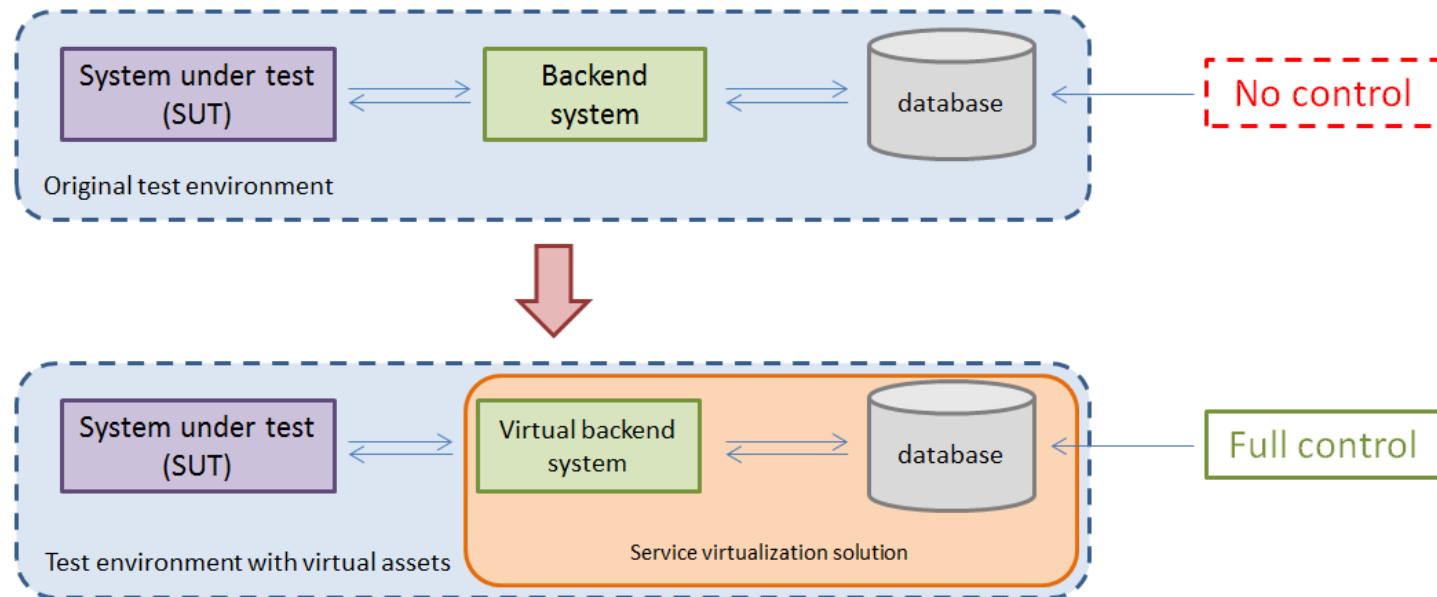 System under test
(SUT)
Backend
system
database
No control
Original test environment
System under test
(SUT)
Virtual backend
system
database
Full control
Service virtualization solution
Test environment with virtual assets